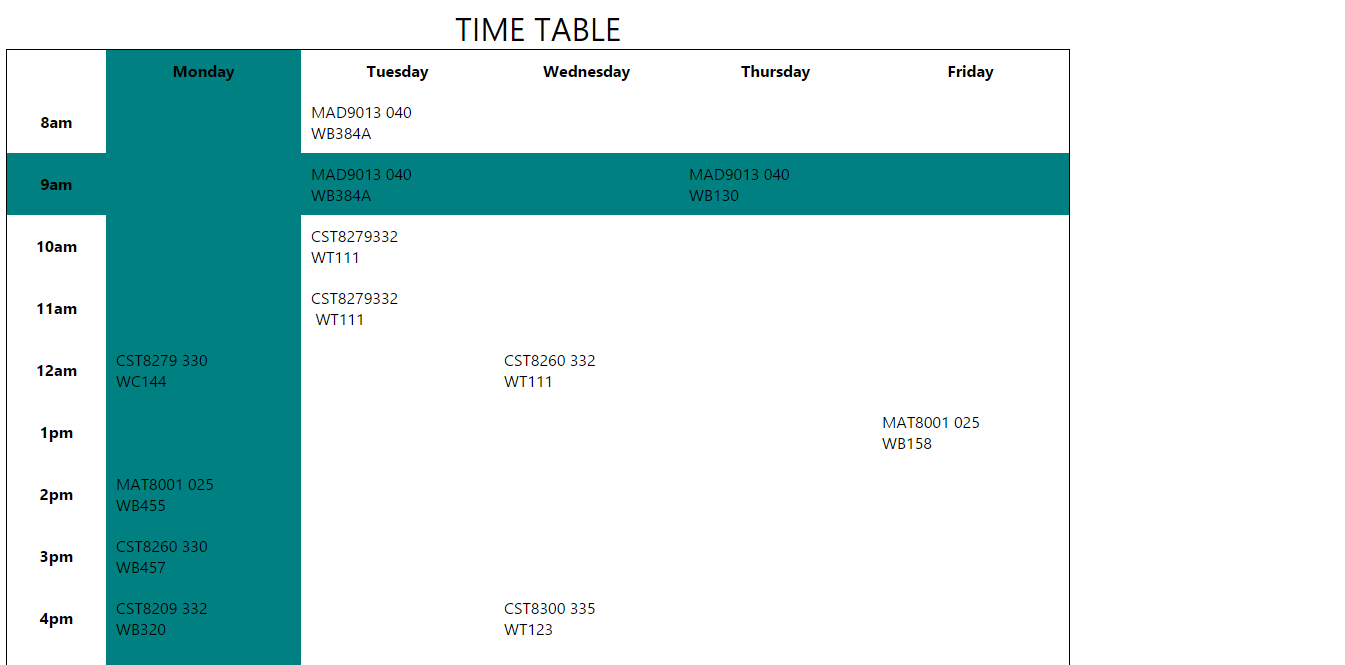 TIME TABLE
Monday Tuesday Wednesday Thursday Friday
8am
MAD9013 040
WB384A
9am
MAD9013 040
WB384A
MAD9013 040
WB130
10am
CST8279332
WT111
11am
CST8279332
WT111
12am
CST8279 330
WC144
CST8260 332
WT111
1pm
MAT8001 025
WB158
2pm
MAT8001 025
WB455
3pm
CST8260 330
WB457
4pm
CST8209 332
WB320
CST8300 335
WT123